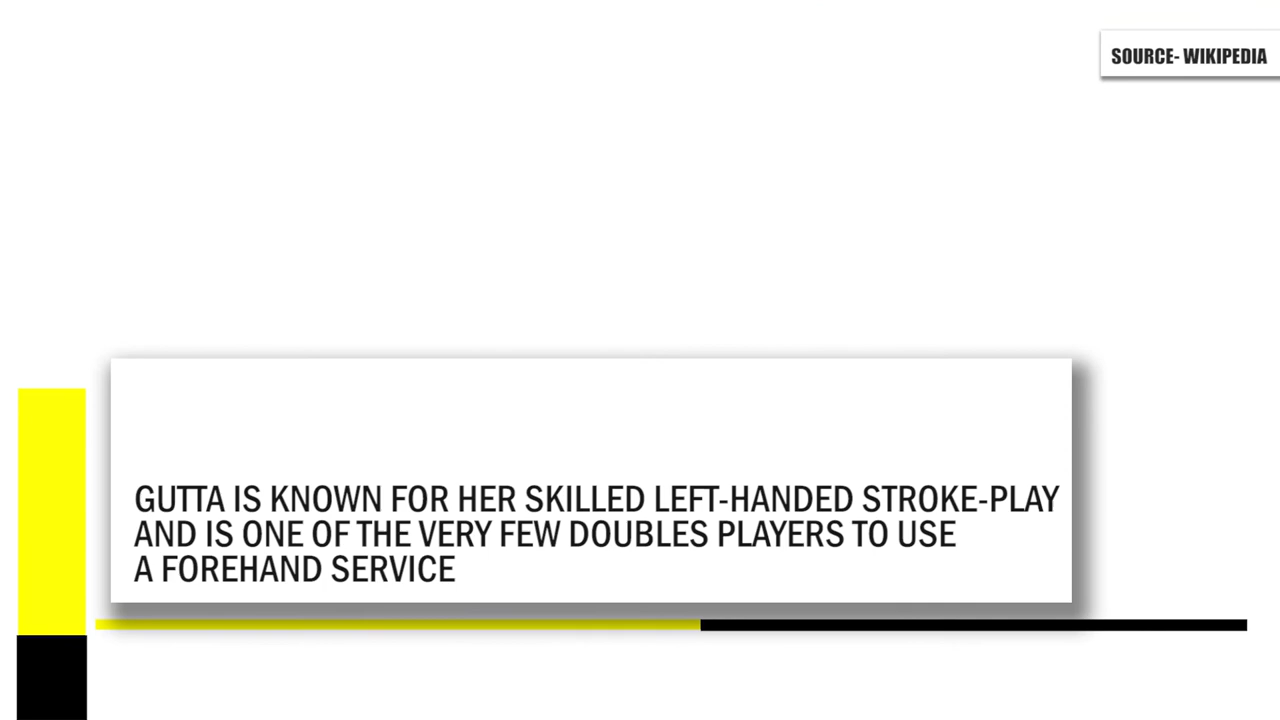 SOURCE- WIKIPEDIA
GUTTA IS KNOWN FOR HER SKILLED LEFT-HANDED STROKE-PLAY
AND IS ONE OF THE VERY FEW DOUBLES PLAYERS TO USE
A FOREHAND SERVICE